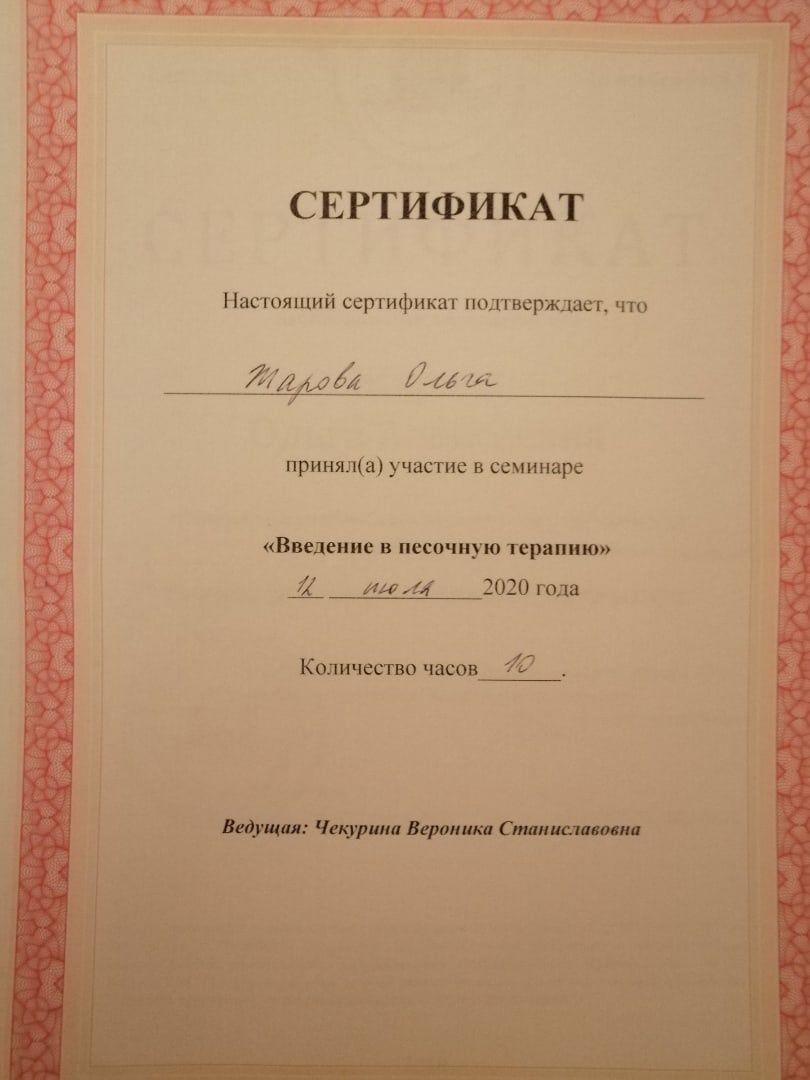 СЕРТИФИКАТ
Настоящий сертификат подтверждает, что
Жарова Ольга
принял(а) участие в семинаре
«Введение в песочную терапию»
12 июля 2020 года
Количество часов 10.
Ведущая: Чекурина Вероника Станиславовна